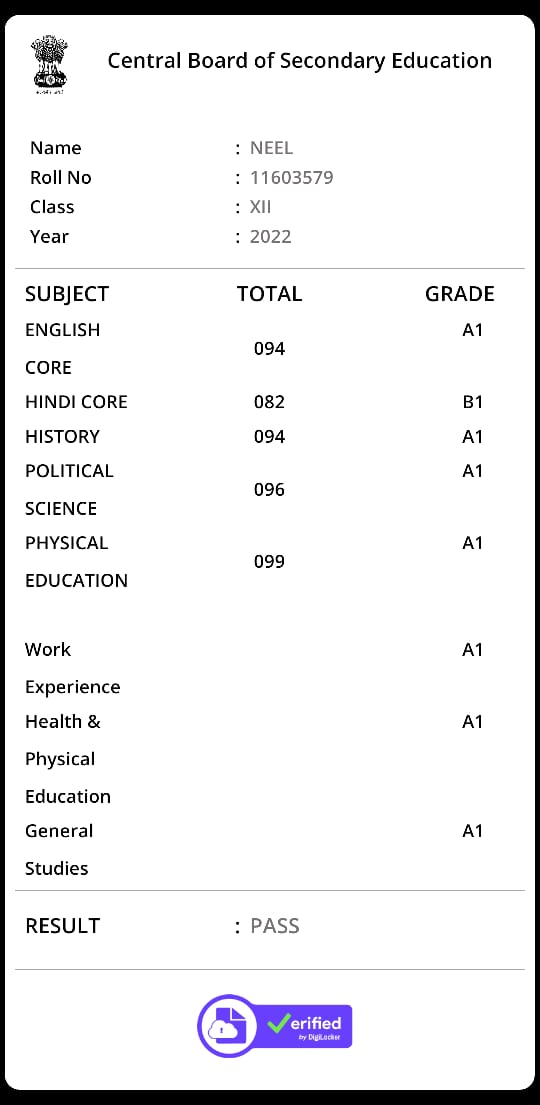 Central Board of Secondary Education
Name : NEEL
Roll No : 11603579
Class : XII
Year : 2022
SUBJECT TOTAL GRADE
ENGLISH CORE 094 A1
HINDI CORE 082 B1
HISTORY 094 A1
POLITICAL SCIENCE 096 A1
PHYSICAL EDUCATION 099 A1
Work Experience A1
Health & Physical Education A1
General Studies A1
RESULT : PASS
Verified
by DigiLocker